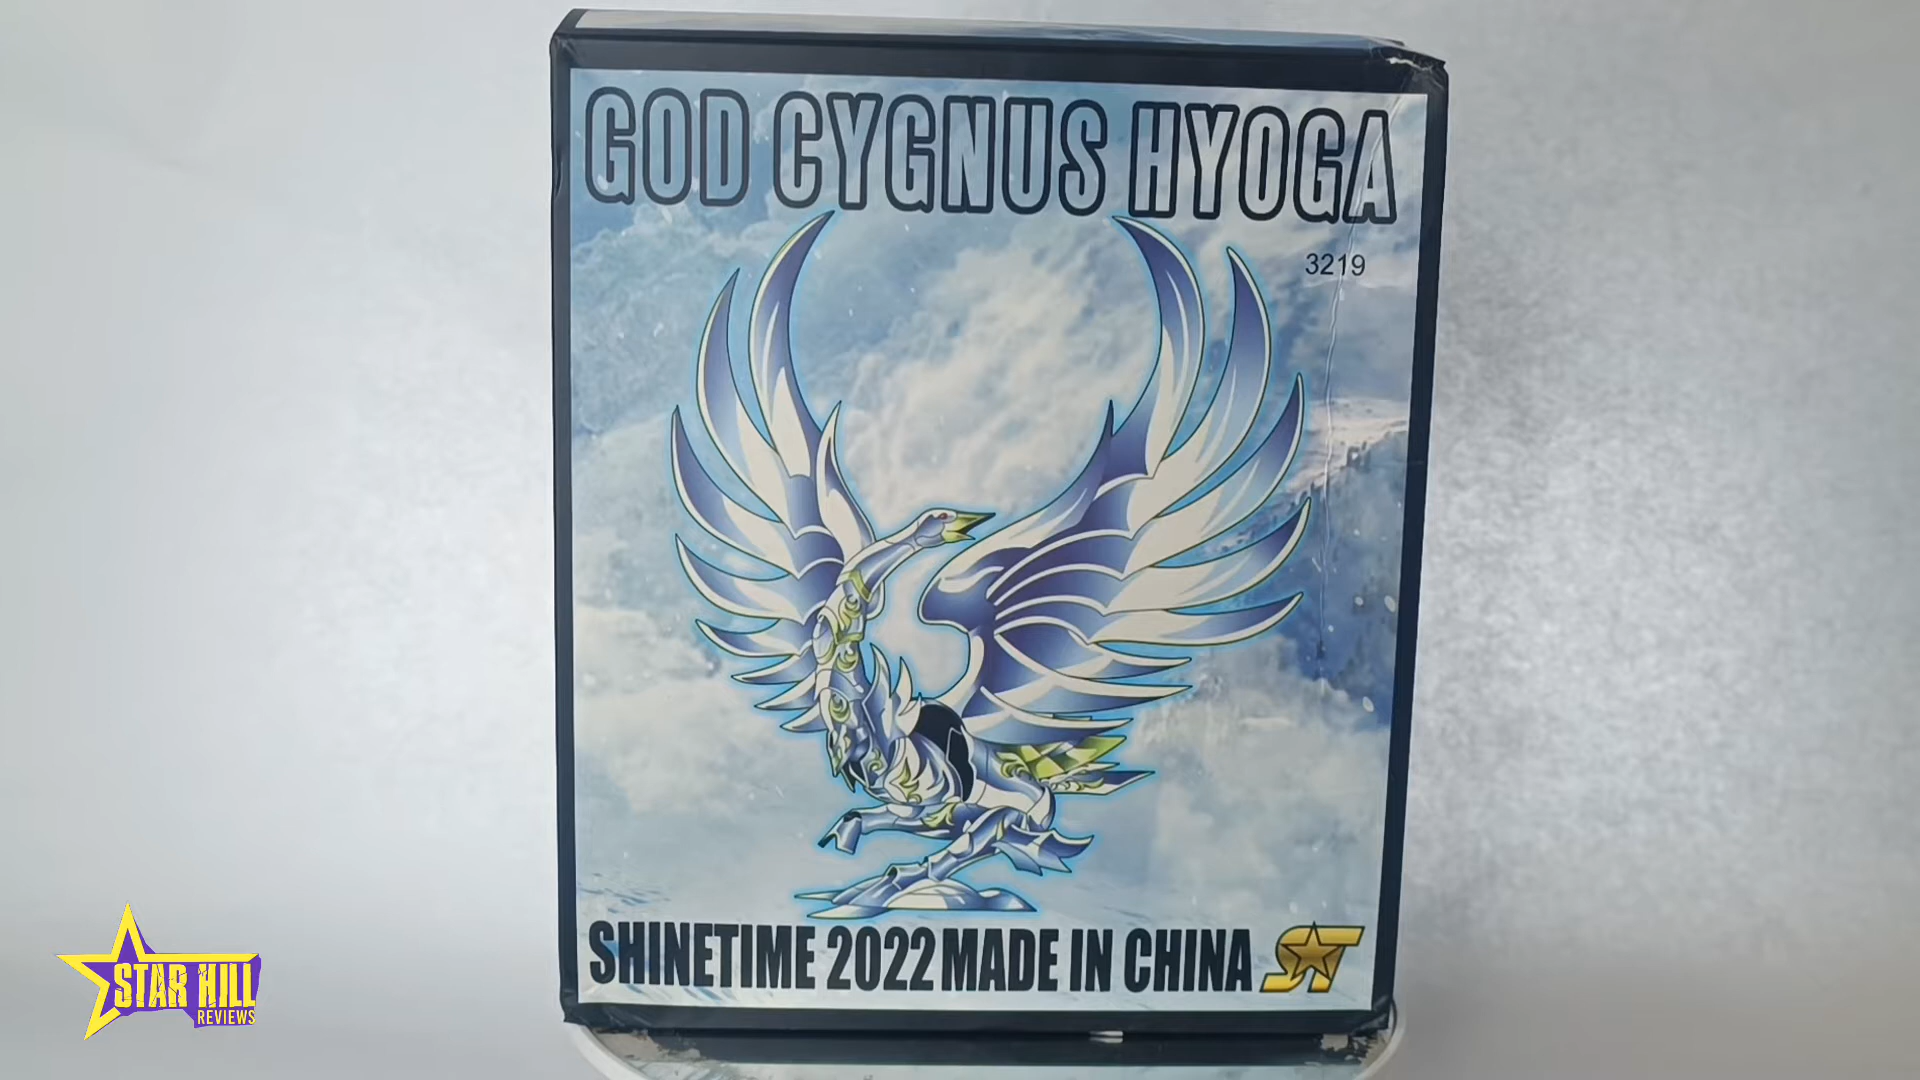 GOD CYGNUS HYOGA
3219
SHINETIME 2022 MADE IN CHINA ST
STAR HILL
REVIEWS